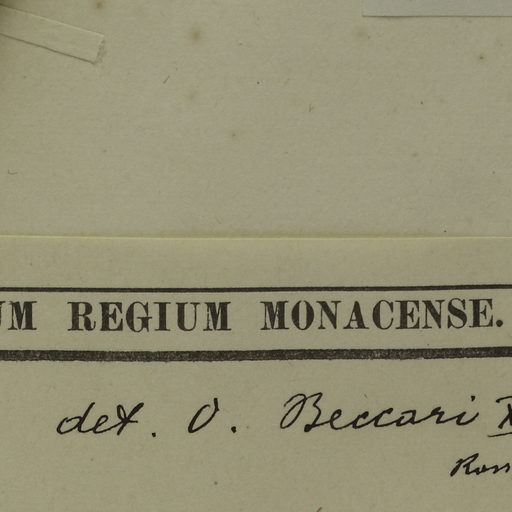 UM REGIUM MONACENSE.
det. O. Beccari X